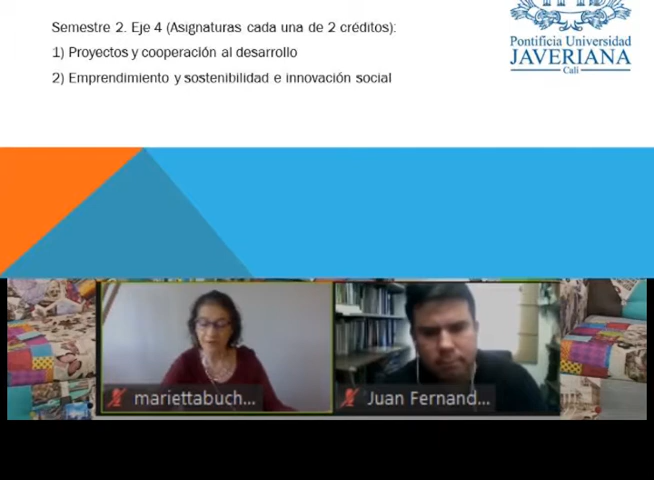 Semestre 2. Eje 4 (Asignaturas cada una de 2 créditos):
1) Proyectos y cooperación al desarrollo
2) Emprendimiento y sostenibilidad e innovación social
Pontificia Universidad
JAVERIANA
Cali
mariettabuch...
Juan Fernand...